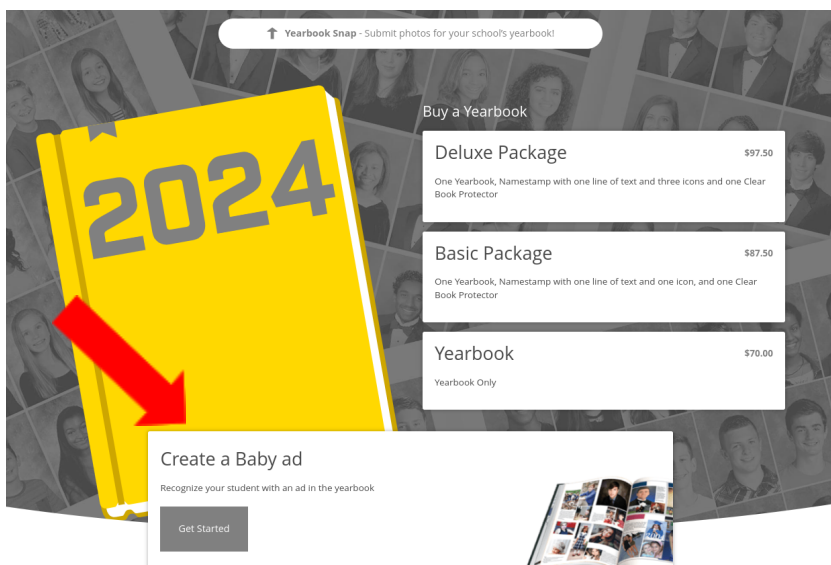 Yearbook Snap - Submit photos for your school's yearbook!
2024
Buy a Yearbook
Deluxe Package
$97.50
One Yearbook, Namestamp with one line of text and three icons and one Clear
Book Protector
Basic Package
$87.50
One Yearbook, Namestamp with one line of text and one icon, and one Clear
Book Protector
Yearbook
$70.00
Yearbook Only
Create a Baby ad
Recognize your student with an ad in the yearbook
Get Started